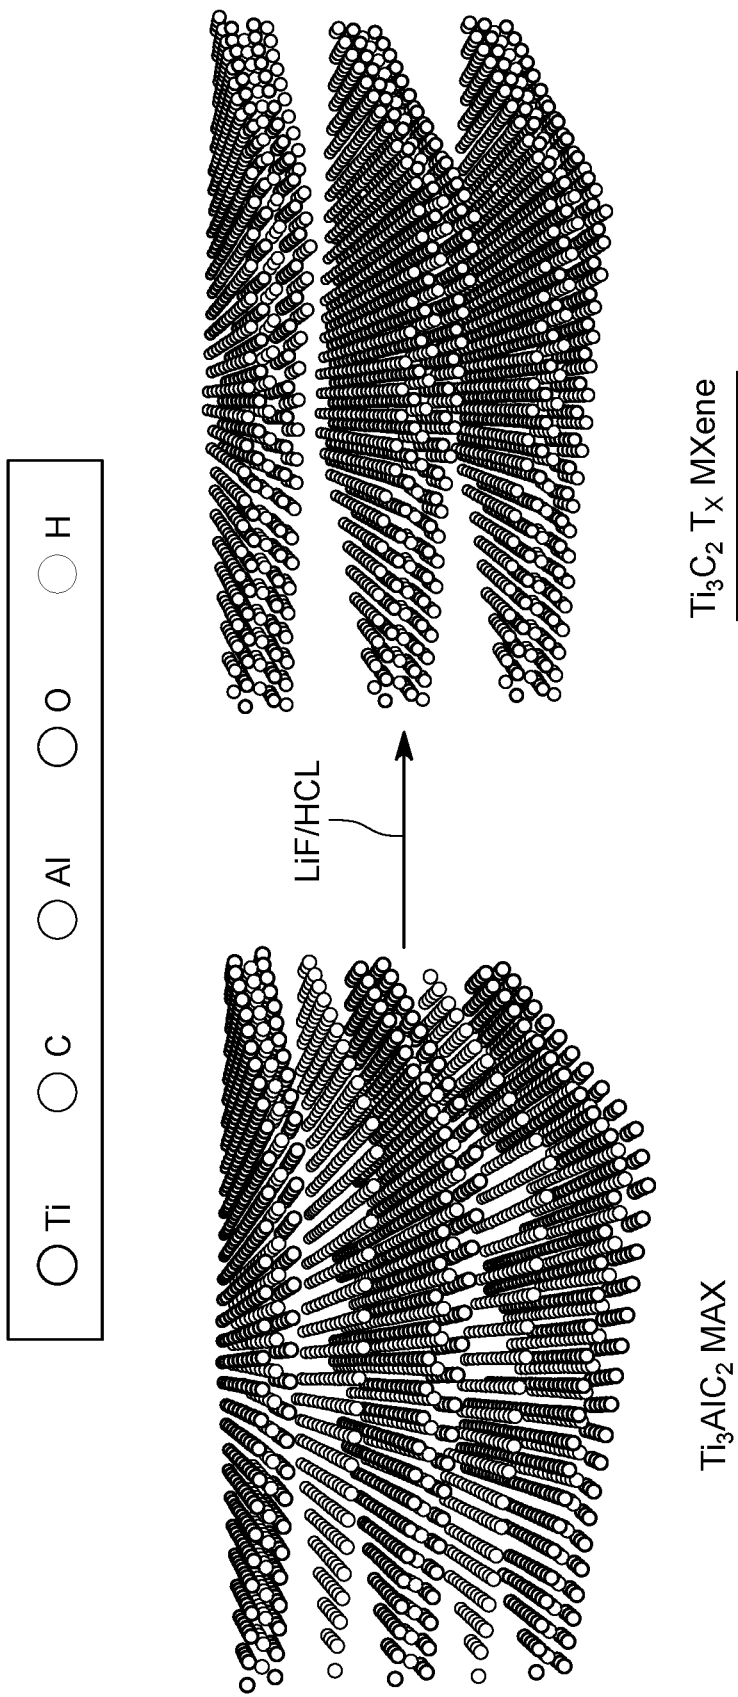 Ti C Al O H
LiF/HCL
Ti₃AlC₂ MAX
Ti₃C₂ Tₓ MXene